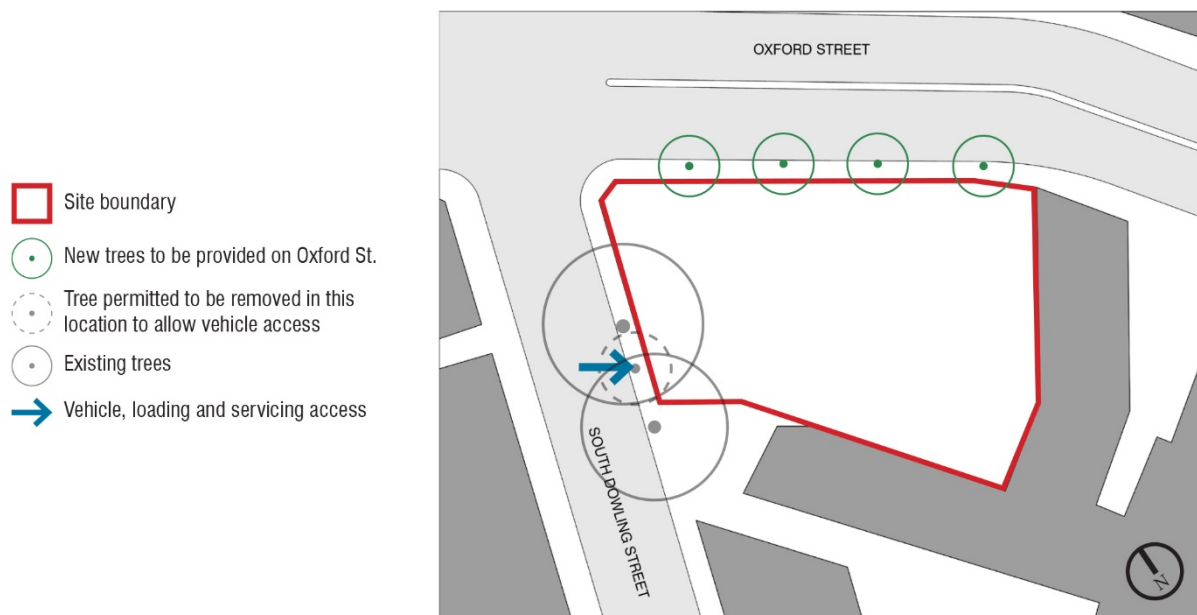 Site boundary
New trees to be provided on Oxford St.
Tree permitted to be removed in this
location to allow vehicle access
Existing trees
Vehicle, loading and servicing access
OXFORD STREET
SOUTH DOWLING STREET
N